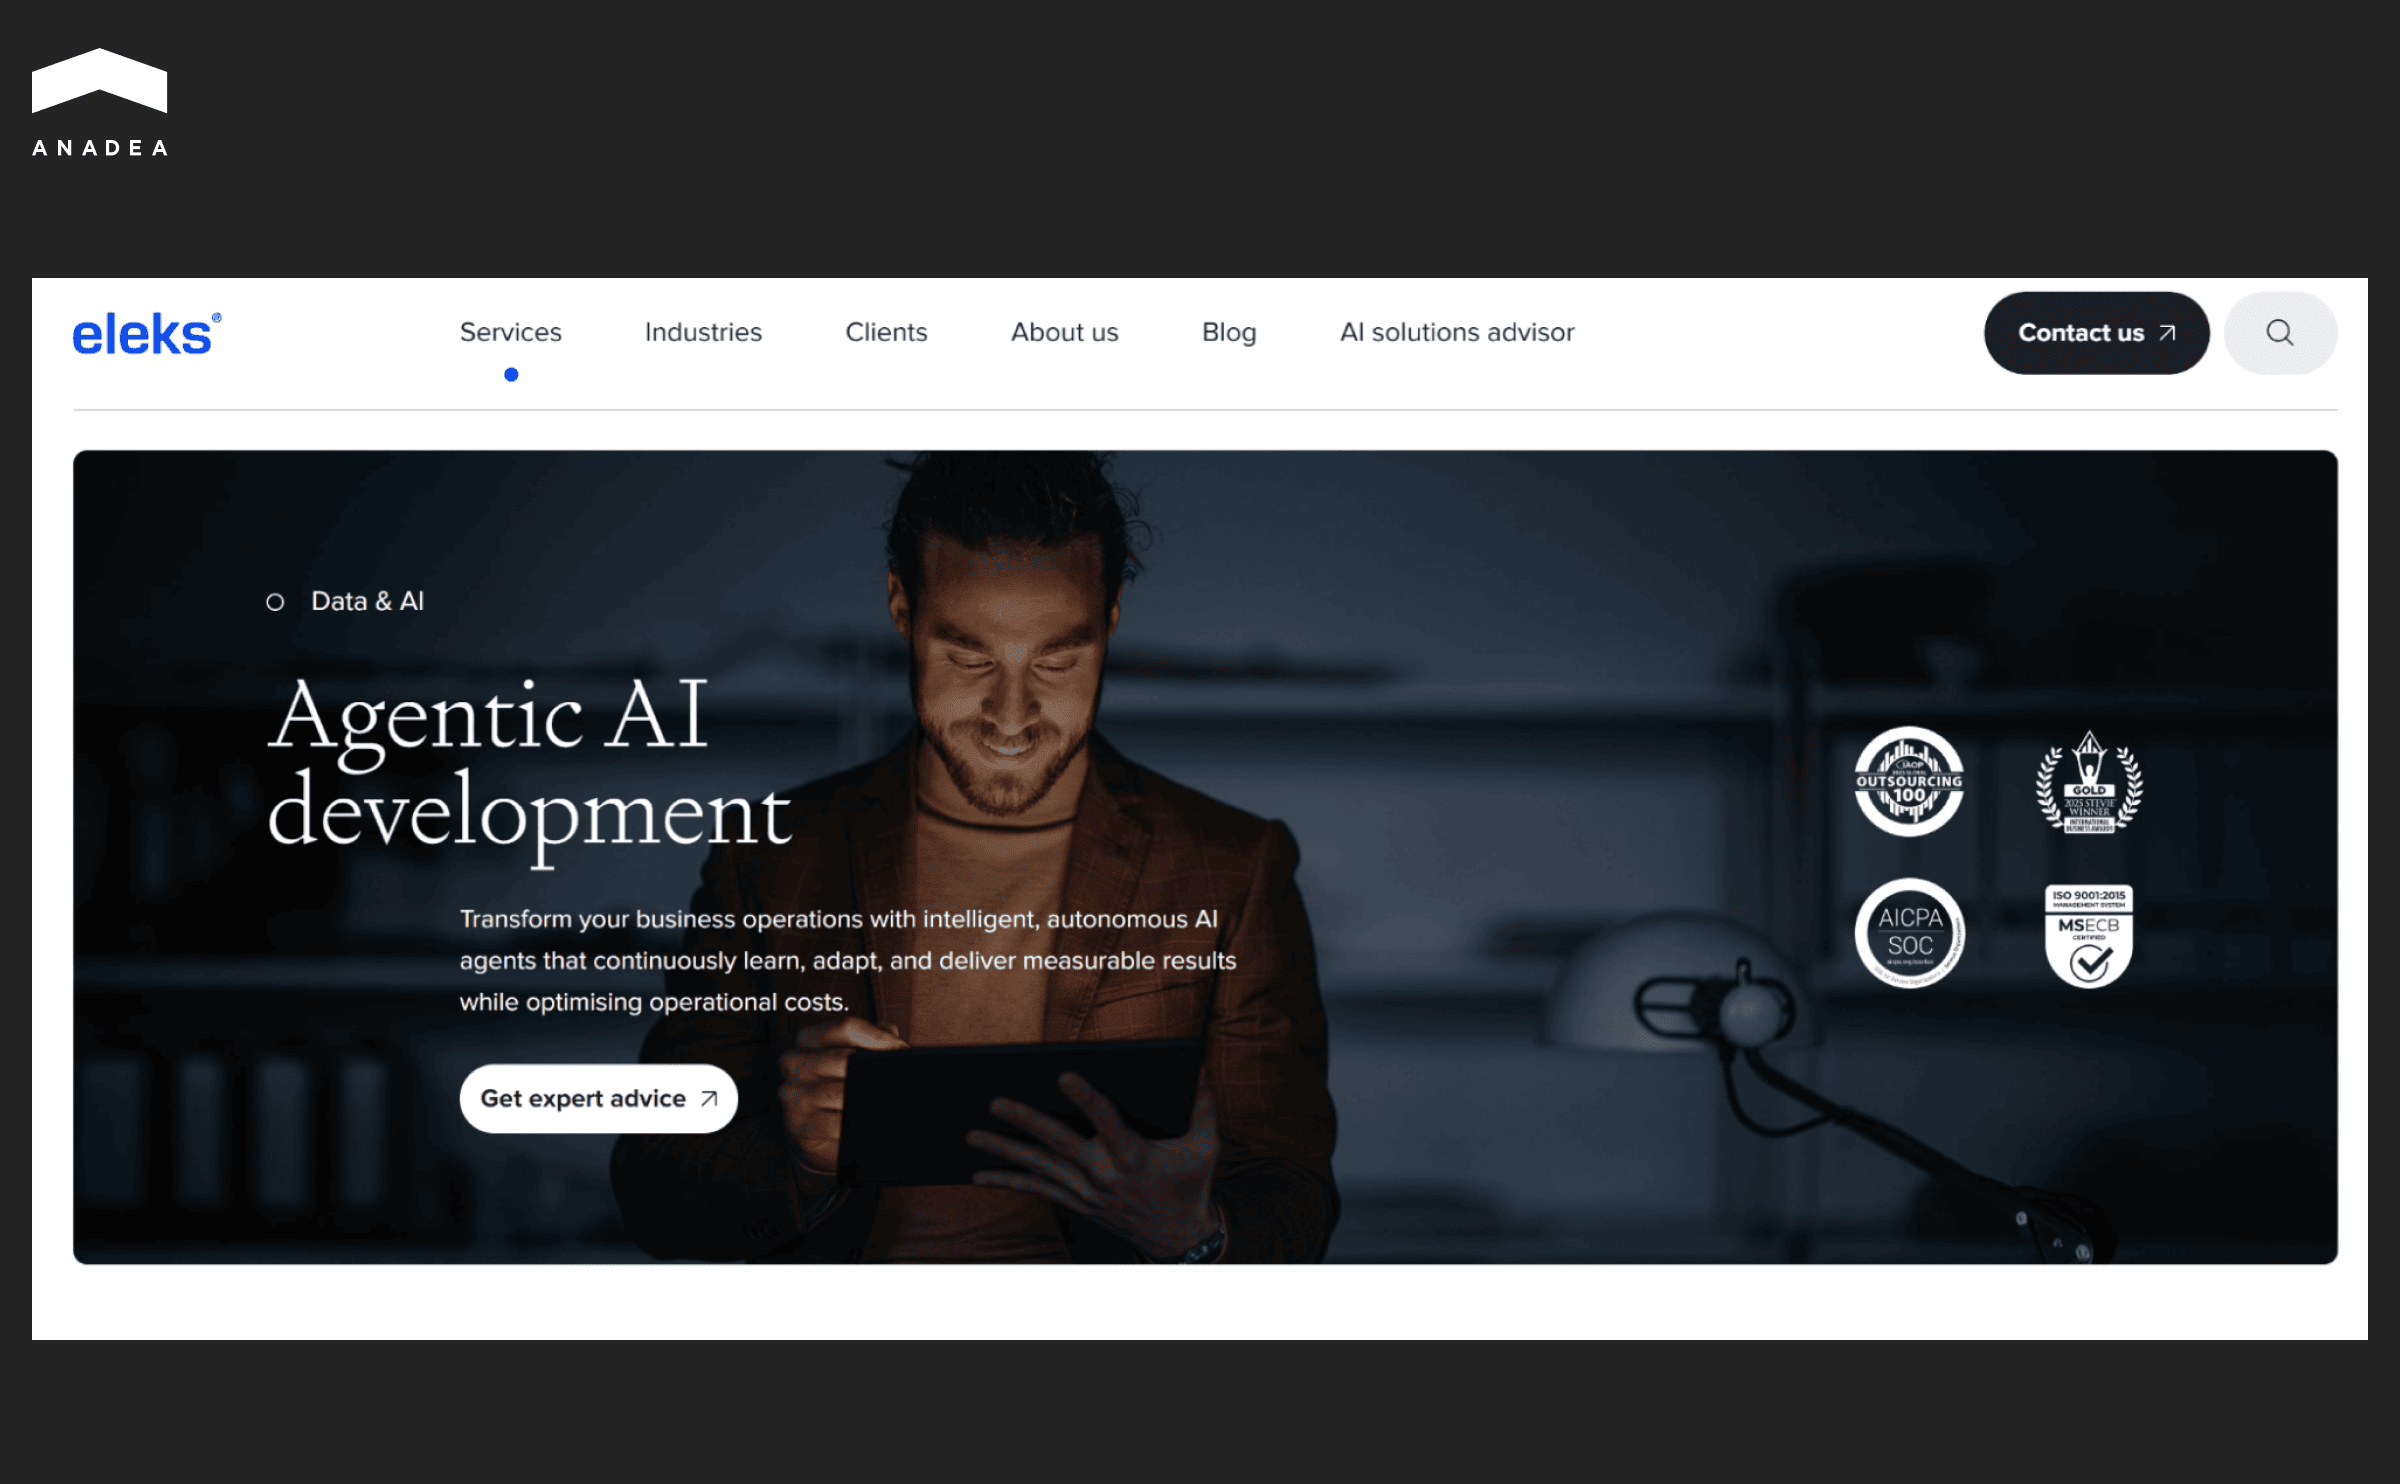 ANADEA
eleks®
Services
Industries
Clients
About us
Blog
AI solutions advisor
Contact us
Data & AI
Agentic AI
development
Transform your business operations with intelligent, autonomous AI
agents that continuously learn, adapt, and deliver measurable results
while optimising operational costs.
Get expert advice
IAOP
OUTSOURCING
100
GOLD
2025 STEVIE
WINNER
INTERNATIONAL
BUSINESS AWARDS
AICPA
SOC
ISO 9001:2015
MANAGEMENT SYSTEM
MSECB
CERTIFIED